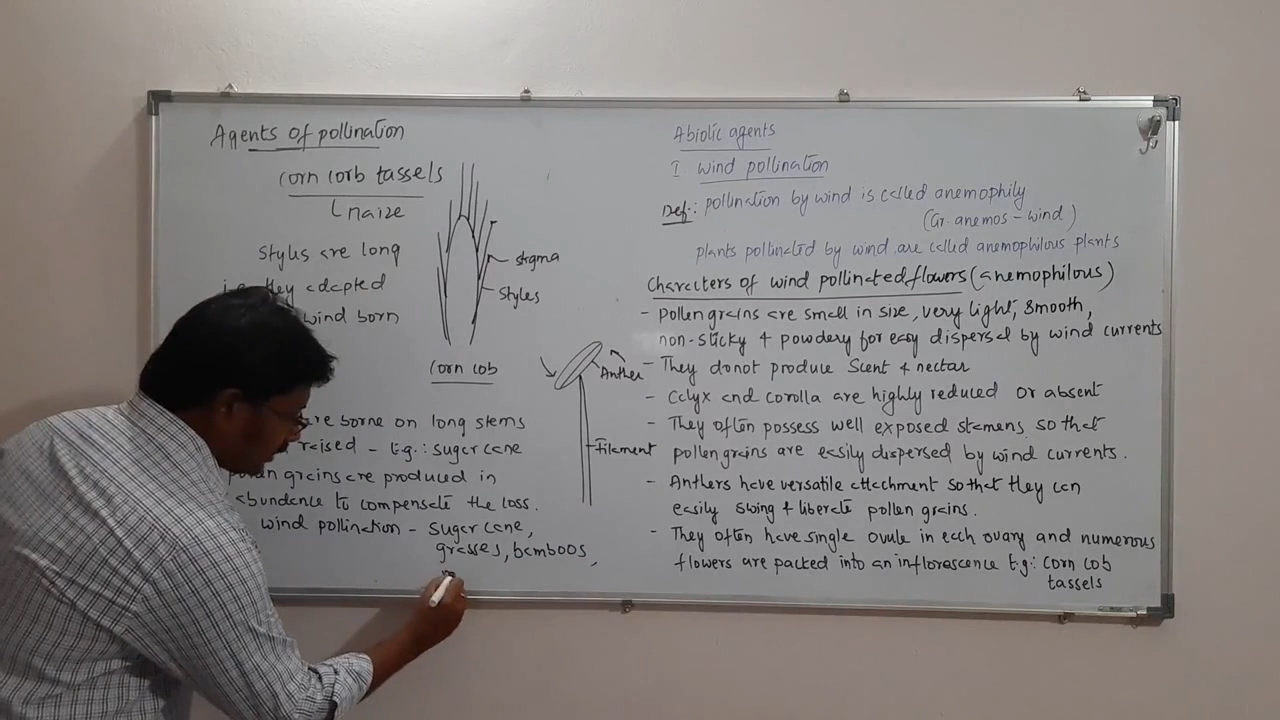 Agents of pollination
Corn corb tassels
maize
Styles are long
they adapted
wind born
stigma
styles
corn cob
Anther
Filament
are borne on long stems
raised - E.g.: sugar cane
pollen grains are produced in
abundance to compensate the loss.
wind pollination - sugar cane,
grasses, bamboos,
Abiotic agents
I wind pollination
Def:: pollination by wind is called anemophily
(Gr. anemos - wind)
plants pollinated by wind are called anemophilous plants
Characters of wind pollinated flowers (anemophilous)
- pollen grains are small in size, very light, smooth,
non-sticky & powdery for easy dispersal by wind currents
- They do not produce scent & nectar
- Calyx and corolla are highly reduced or absent
- They often possess well exposed stamens so that
pollen grains are easily dispersed by wind currents.
- Anthers have versatile attachment so that they can
easily swing & liberate pollen grains.
- They often have single ovule in each ovary and numerous
flowers are packed into an inflorescence E.g: corn cob
tassels